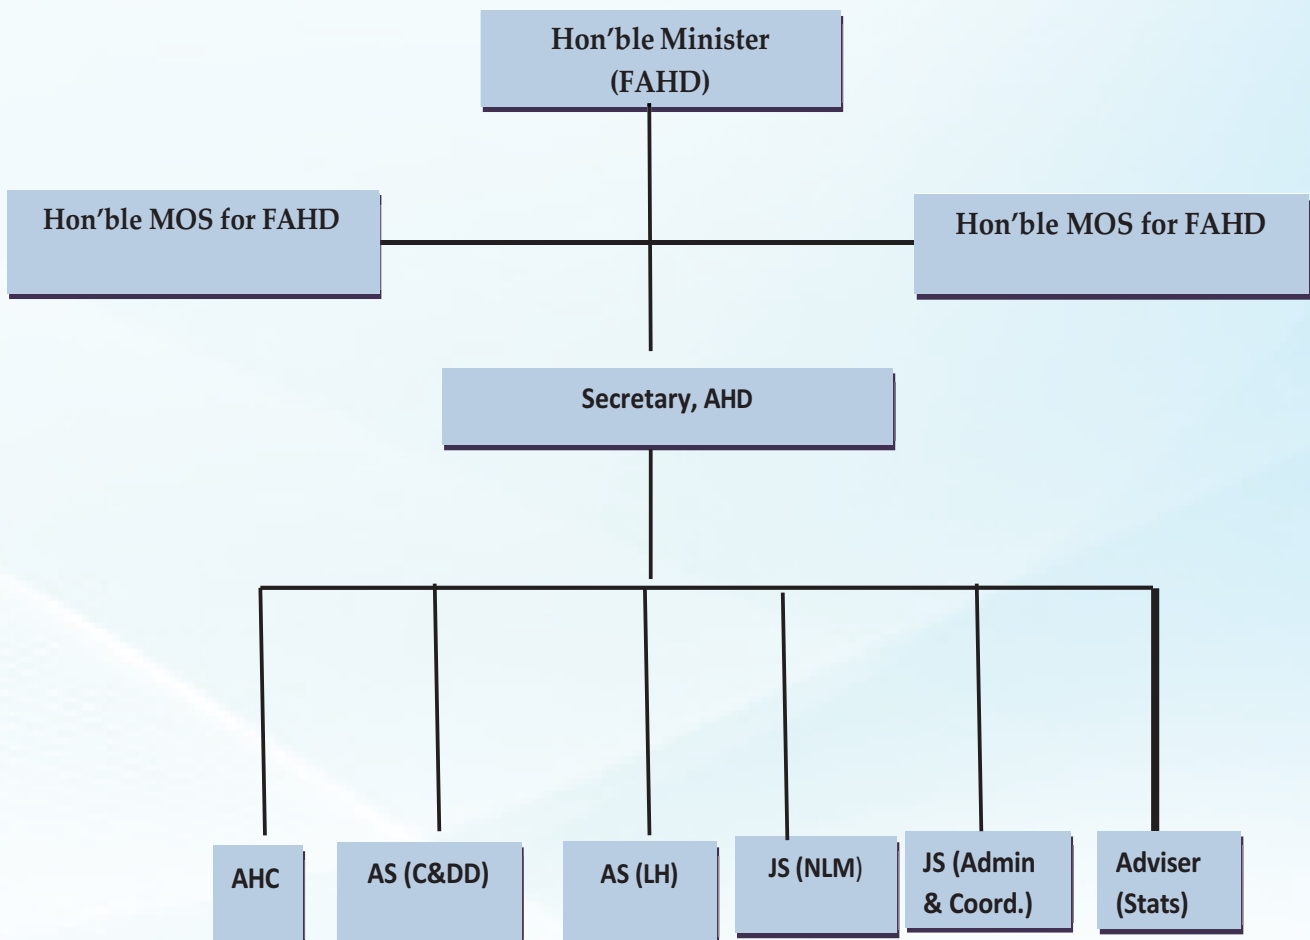 Hon’ble Minister
(FAHD)
Hon’ble MOS for FAHD
Hon’ble MOS for FAHD
Secretary, AHD
AHC
AS (C&DD)
AS (LH)
JS (NLM)
JS (Admin
& Coord.)
Adviser
(Stats)